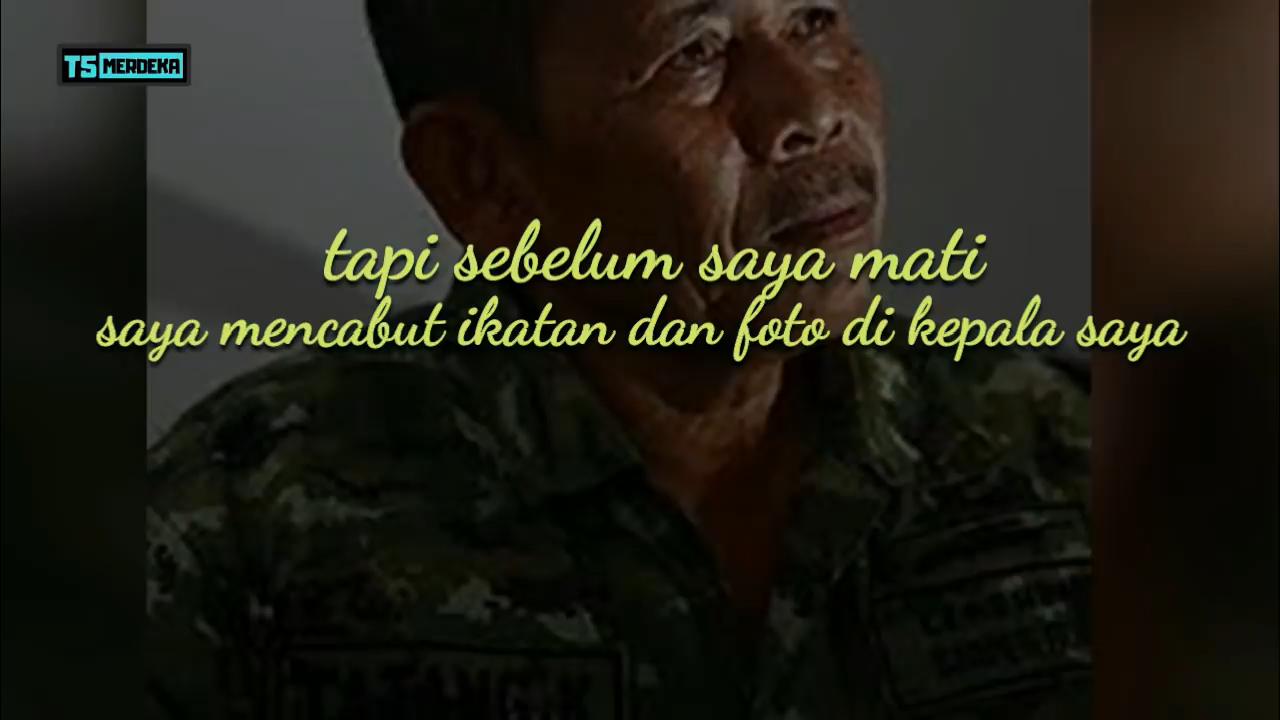 TS MERDEKA
tapi sebelum saya mati
saya mencabut ikatan dan foto di kepala saya